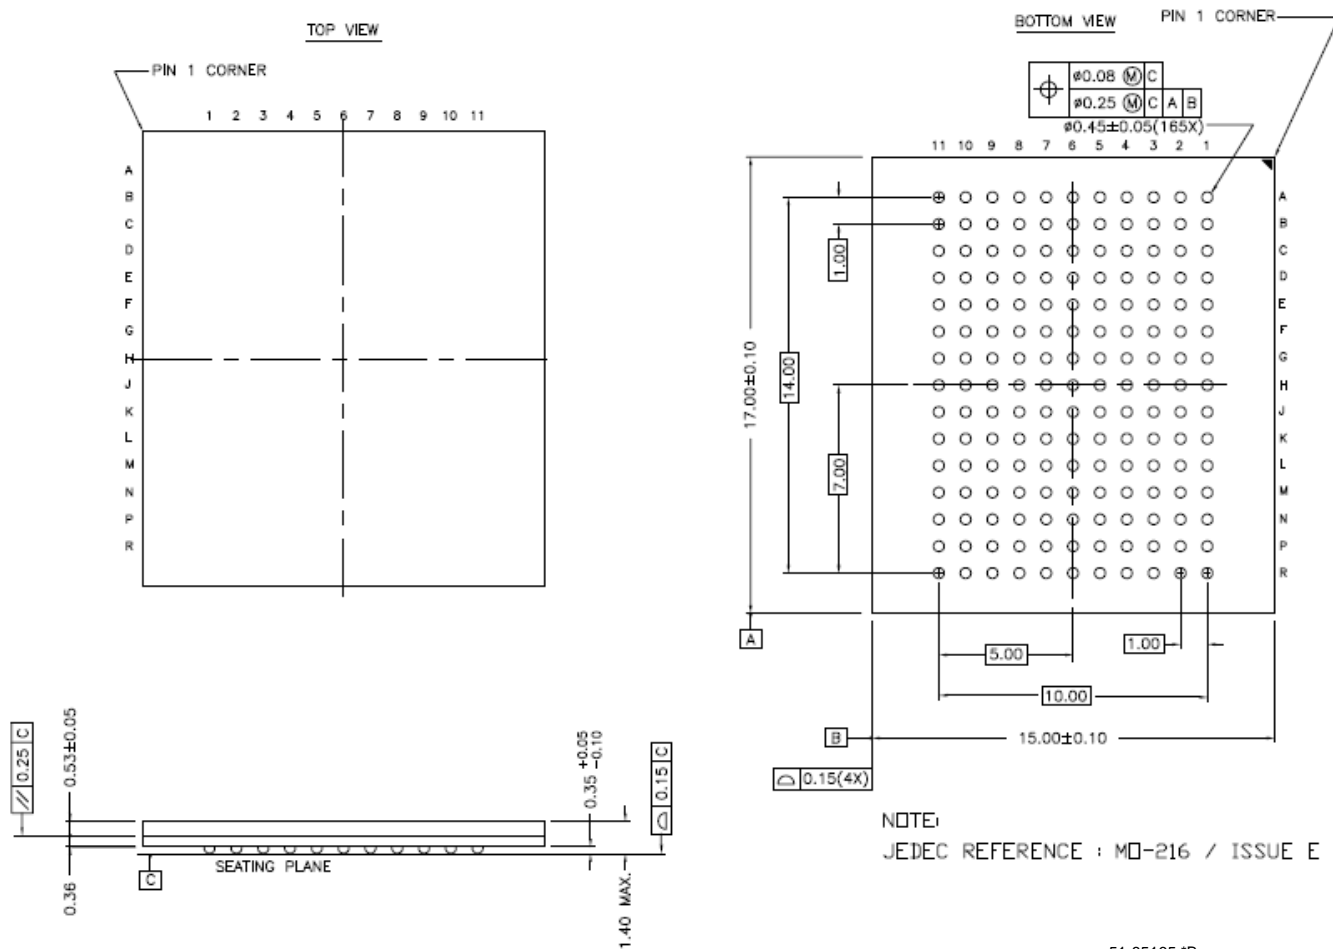 TOP VIEW
PIN 1 CORNER
1 2 3 4 5 6 7 8 9 10 11
A
B
C
D
E
F
G
H
J
K
L
M
N
P
R
BOTTOM VIEW
PIN 1 CORNER
ø0.08 Ⓜ C
ø0.25 Ⓜ C A B
ø0.45±0.05(165X)
11 10 9 8 7 6 5 4 3 2 1
A
B
C
D
E
F
G
H
J
K
L
M
N
P
R
1.00
14.00
7.00
17.00±0.10
A
5.00
1.00
10.00
B
15.00±0.10
0.15(4X)
// 0.25 C
0.53±0.05
0.36
C
SEATING PLANE
0.35 +0.05 -0.10
1.40 MAX.
0.15 C
NOTE:
JEDEC REFERENCE : MO-216 / ISSUE E